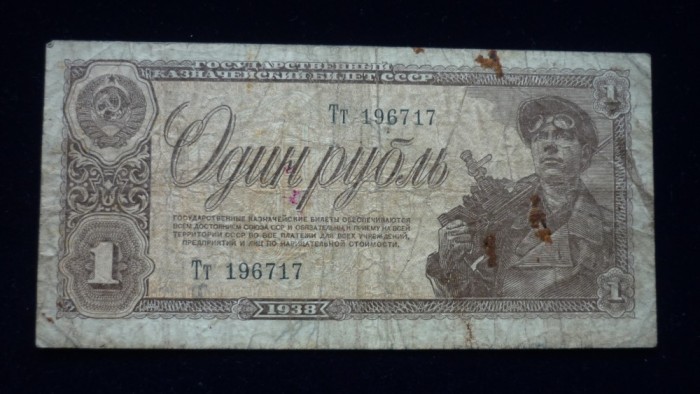 ГОСУДАРСТВЕННЫЙ
КАЗНАЧЕЙСКИЙ БИЛЕТ СССР
1
Тт 196717
Один рубль
ГОСУДАРСТВЕННЫЕ КАЗНАЧЕЙСКИЕ БИЛЕТЫ ОБЕСПЕЧИВАЮТСЯ
ВСЕМ ДОСТОЯНИЕМ СОЮЗА ССР И ОБЯЗАТЕЛЬНЫ К ПРИЕМУ НА ВСЕЙ
ТЕРРИТОРИИ СССР ВО ВСЕ ПЛАТЕЖИ ДЛЯ ВСЕХ УЧРЕЖДЕНИЙ,
ПРЕДПРИЯТИЙ И ЛИЦ ПО НАРИЦАТЕЛЬНОЙ СТОИМОСТИ.
1
Тт 196717
1
1938